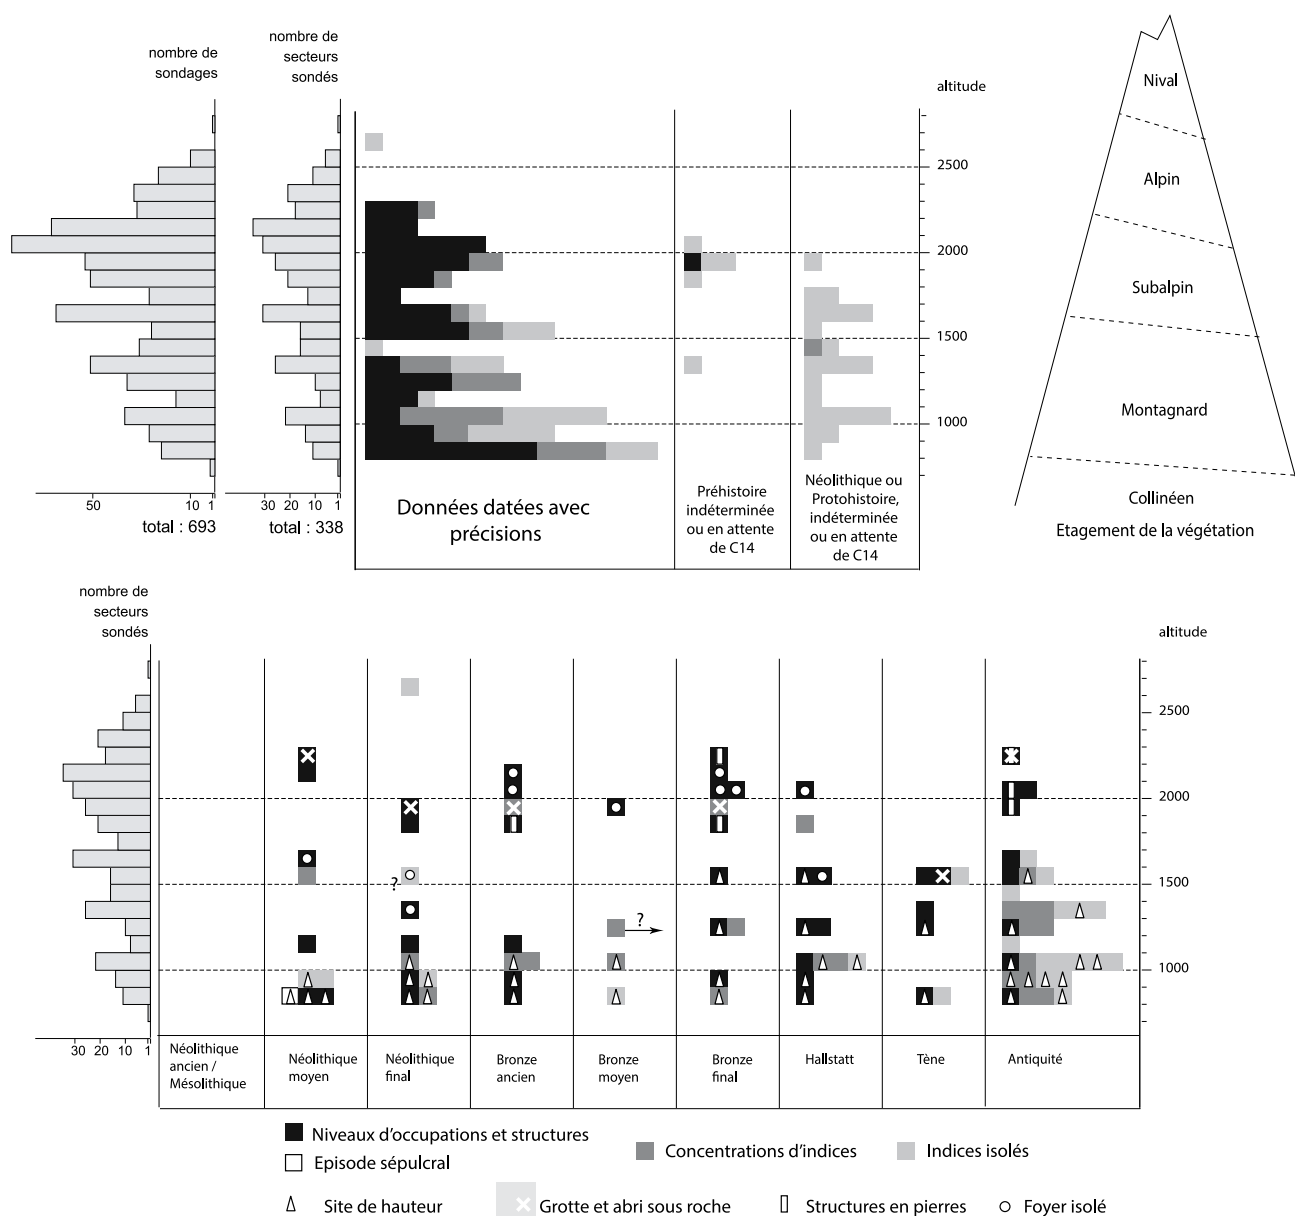 nombre de
sondages
nombre de
secteurs
sondés
altitude
2500
2000
1500
1000
50
10
1
total : 693
30
20
10
1
total : 338
Données datées avec
précisions
Préhistoire
indéterminée
ou en attente
de C14
Néolithique ou
Protohistoire,
indéterminée
ou en attente
de C14
Nival
Alpin
Subalpin
Montagnard
Collinéen
Etagement de la végétation
nombre de
secteurs
sondés
altitude
2500
2000
1500
1000
?
?
30
20
10
1
Néolithique
ancien /
Mésolithique
Néolithique
moyen
Néolithique
final
Bronze
ancien
Bronze
moyen
Bronze
final
Hallstatt
Tène
Antiquité
Niveaux d'occupations et structures
Concentrations d'indices
Indices isolés
Episode sépulcral
Site de hauteur
Grotte et abri sous roche
Structures en pierres
Foyer isolé